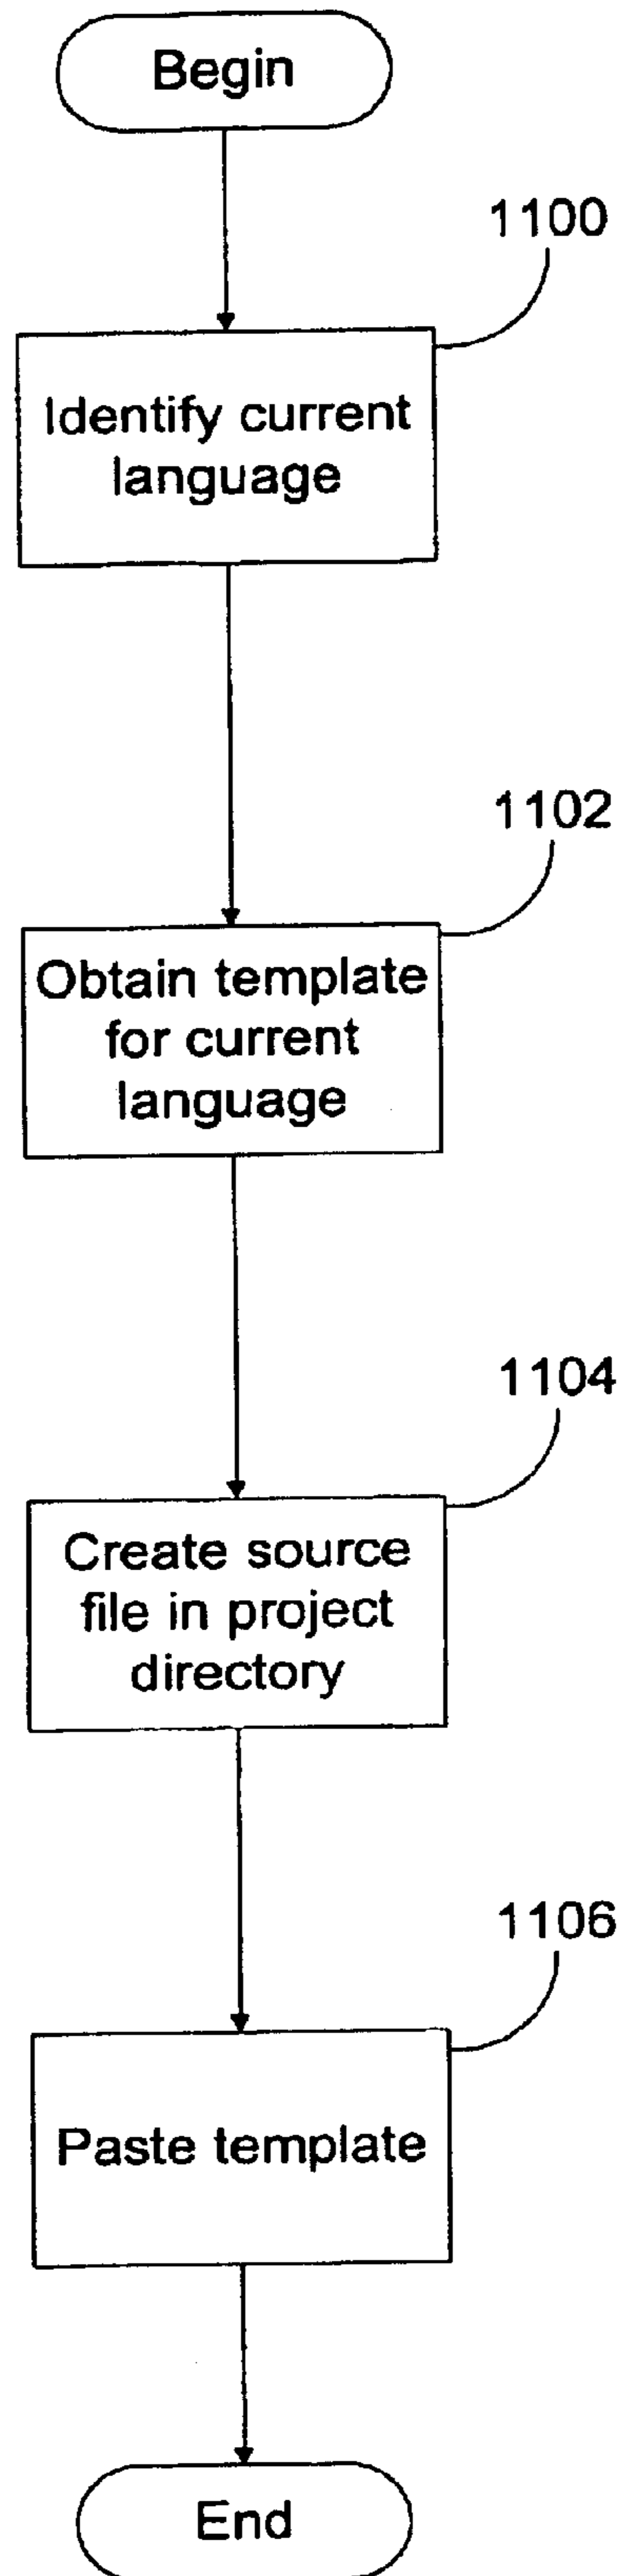 Begin
1100
Identify current
language
1102
Obtain template
for current
language
1104
Create source
file in project
directory
1106
Paste template
End